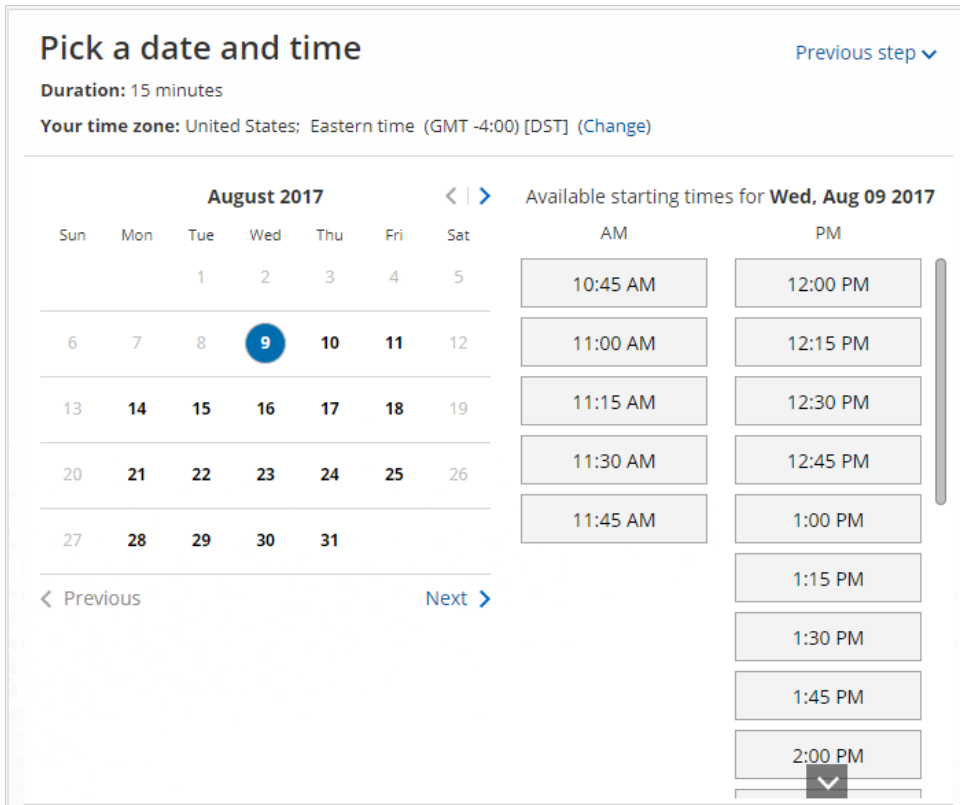 Pick a date and time
Previous step
Duration: 15 minutes
Your time zone: United States; Eastern time (GMT -4:00) [DST] (Change)
August 2017
Sun Mon Tue Wed Thu Fri Sat
1 2 3 4 5
6 7 8 9 10 11 12
13 14 15 16 17 18 19
20 21 22 23 24 25 26
27 28 29 30 31
Previous Next
Available starting times for Wed, Aug 09 2017
AM PM
10:45 AM 12:00 PM
11:00 AM 12:15 PM
11:15 AM 12:30 PM
11:30 AM 12:45 PM
11:45 AM 1:00 PM
1:15 PM
1:30 PM
1:45 PM
2:00 PM